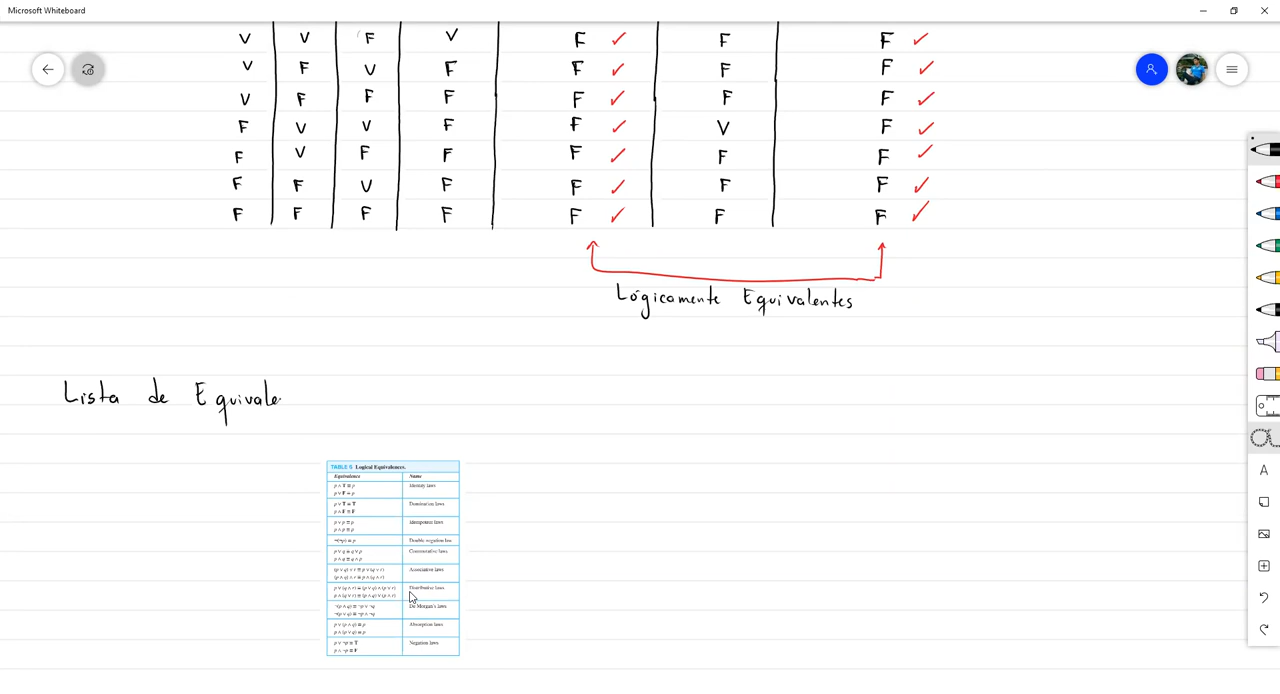 Microsoft Whiteboard
V V F V F ✓ F F ✓
V F V F F ✓ F F ✓
V F F F F ✓ F F ✓
F V V F F ✓ V F ✓
F V F F F ✓ F F ✓
F F V F F ✓ F F ✓
F F F F F ✓ F F ✓
Lógicamente Equivalentes
Lista de Equivale
TABLE 6 Logical Equivalences.
Equivalence Name
p ∧ T ≡ p Identity laws
p ∨ F ≡ p
p ∨ T ≡ T Domination laws
p ∧ F ≡ F
p ∨ p ≡ p Idempotent laws
p ∧ p ≡ p
¬(¬p) ≡ p Double negation law
p ∨ q ≡ q ∨ p Commutative laws
p ∧ q ≡ q ∧ p
(p ∨ q) ∨ r ≡ p ∨ (q ∨ r) Associative laws
(p ∧ q) ∧ r ≡ p ∧ (q ∧ r)
p ∨ (q ∧ r) ≡ (p ∨ q) ∧ (p ∨ r) Distributive laws
p ∧ (q ∨ r) ≡ (p ∧ q) ∨ (p ∧ r)
¬(p ∧ q) ≡ ¬p ∨ ¬q De Morgan's laws
¬(p ∨ q) ≡ ¬p ∧ ¬q
p ∨ (p ∧ q) ≡ p Absorption laws
p ∧ (p ∨ q) ≡ p
p ∨ ¬p ≡ T Negation laws
p ∧ ¬p ≡ F